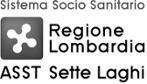 Sistema Socio Sanitario
Regione
Lombardia
ASST Sette Laghi